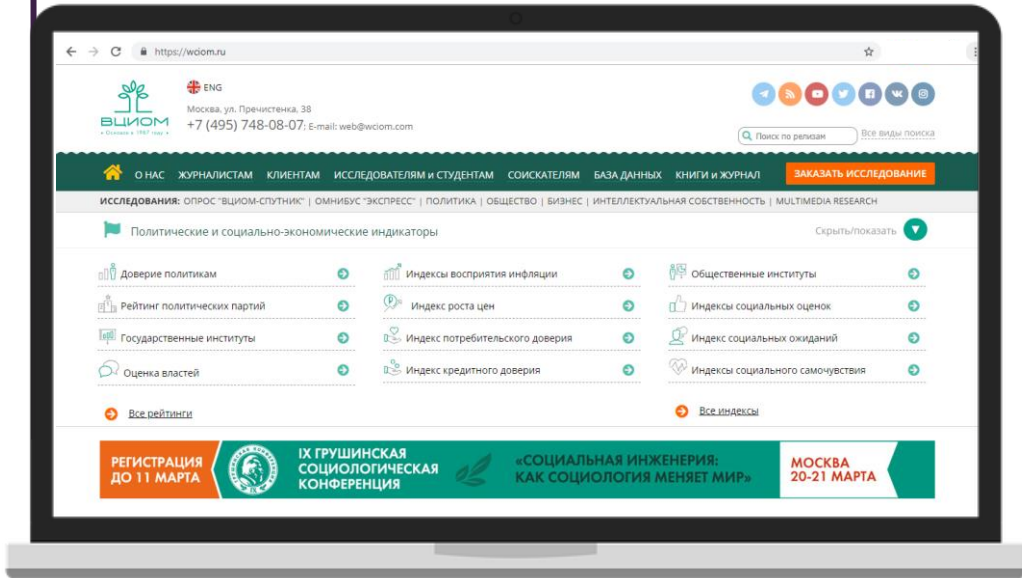 https://wciom.ru
ENG
Москва, ул. Пречистенка, 38
+7 (495) 748-08-07; E-mail: web@wciom.com
ВЦИОМ
• Основан в 1987 году •
Поиск по релизам
Все виды поиска
О НАС ЖУРНАЛИСТАМ КЛИЕНТАМ ИССЛЕДОВАТЕЛЯМ и СТУДЕНТАМ СОИСКАТЕЛЯМ БАЗА ДАННЫХ КНИГИ и ЖУРНАЛ ЗАКАЗАТЬ ИССЛЕДОВАНИЕ
ИССЛЕДОВАНИЯ: ОПРОС "ВЦИОМ-СПУТНИК" | ОМНИБУС "ЭКСПРЕСС" | ПОЛИТИКА | ОБЩЕСТВО | БИЗНЕС | ИНТЕЛЛЕКТУАЛЬНАЯ СОБСТВЕННОСТЬ | MULTIMEDIA RESEARCH
Политические и социально-экономические индикаторы
Скрыть/показать
Доверие политикам
Индексы восприятия инфляции
Общественные институты
Рейтинг политических партий
Индекс роста цен
Индексы социальных оценок
Государственные институты
Индекс потребительского доверия
Индекс социальных ожиданий
Оценка властей
Индекс кредитного доверия
Индексы социального самочувствия
Все рейтинги
Все индексы
РЕГИСТРАЦИЯ
ДО 11 МАРТА
IX ГРУШИНСКАЯ
СОЦИОЛОГИЧЕСКАЯ
КОНФЕРЕНЦИЯ
«СОЦИАЛЬНАЯ ИНЖЕНЕРИЯ:
КАК СОЦИОЛОГИЯ МЕНЯЕТ МИР»
МОСКВА
20-21 МАРТА